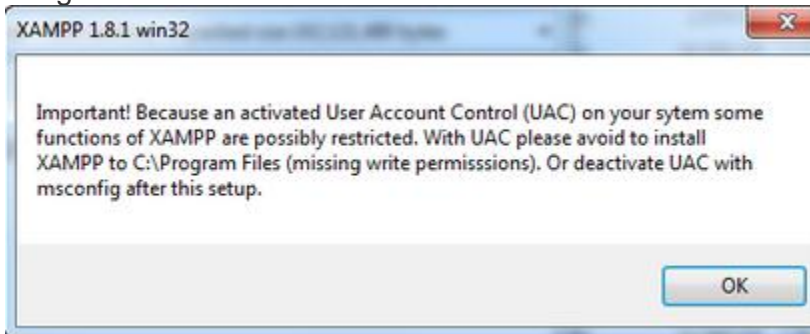 XAMPP 1.8.1 win32
Important! Because an activated User Account Control (UAC) on your sytem some
functions of XAMPP are possibly restricted. With UAC please avoid to install
XAMPP to C:\Program Files (missing write permisssions). Or deactivate UAC with
msconfig after this setup.
OK